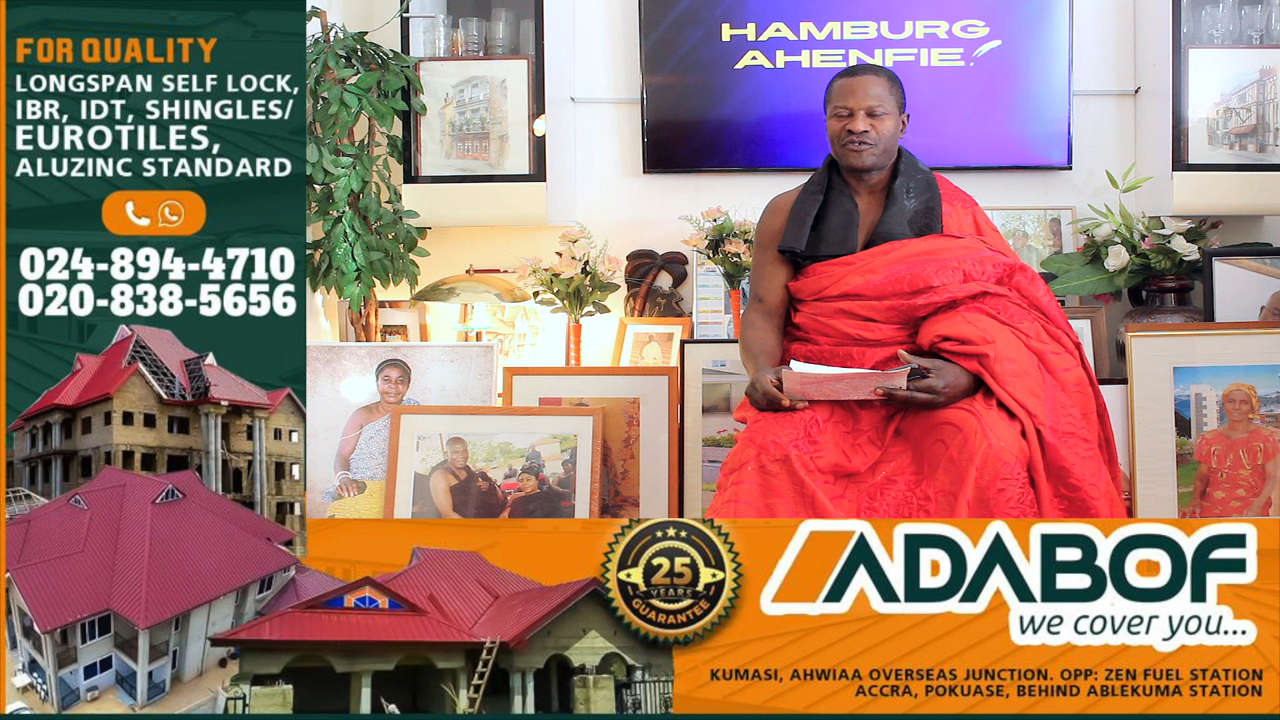 FOR QUALITY
LONGSPAN SELF LOCK,
IBR, IDT, SHINGLES/
EUROTILES,
ALUZINC STANDARD
024-894-4710
020-838-5656
HAMBURG
AHENFIE.
25
YEARS
GUARANTEE
ADABOF
we cover you...
KUMASI, AHWIAA OVERSEAS JUNCTION. OPP: ZEN FUEL STATION
ACCRA, POKUASE, BEHIND ABLEKUMA STATION